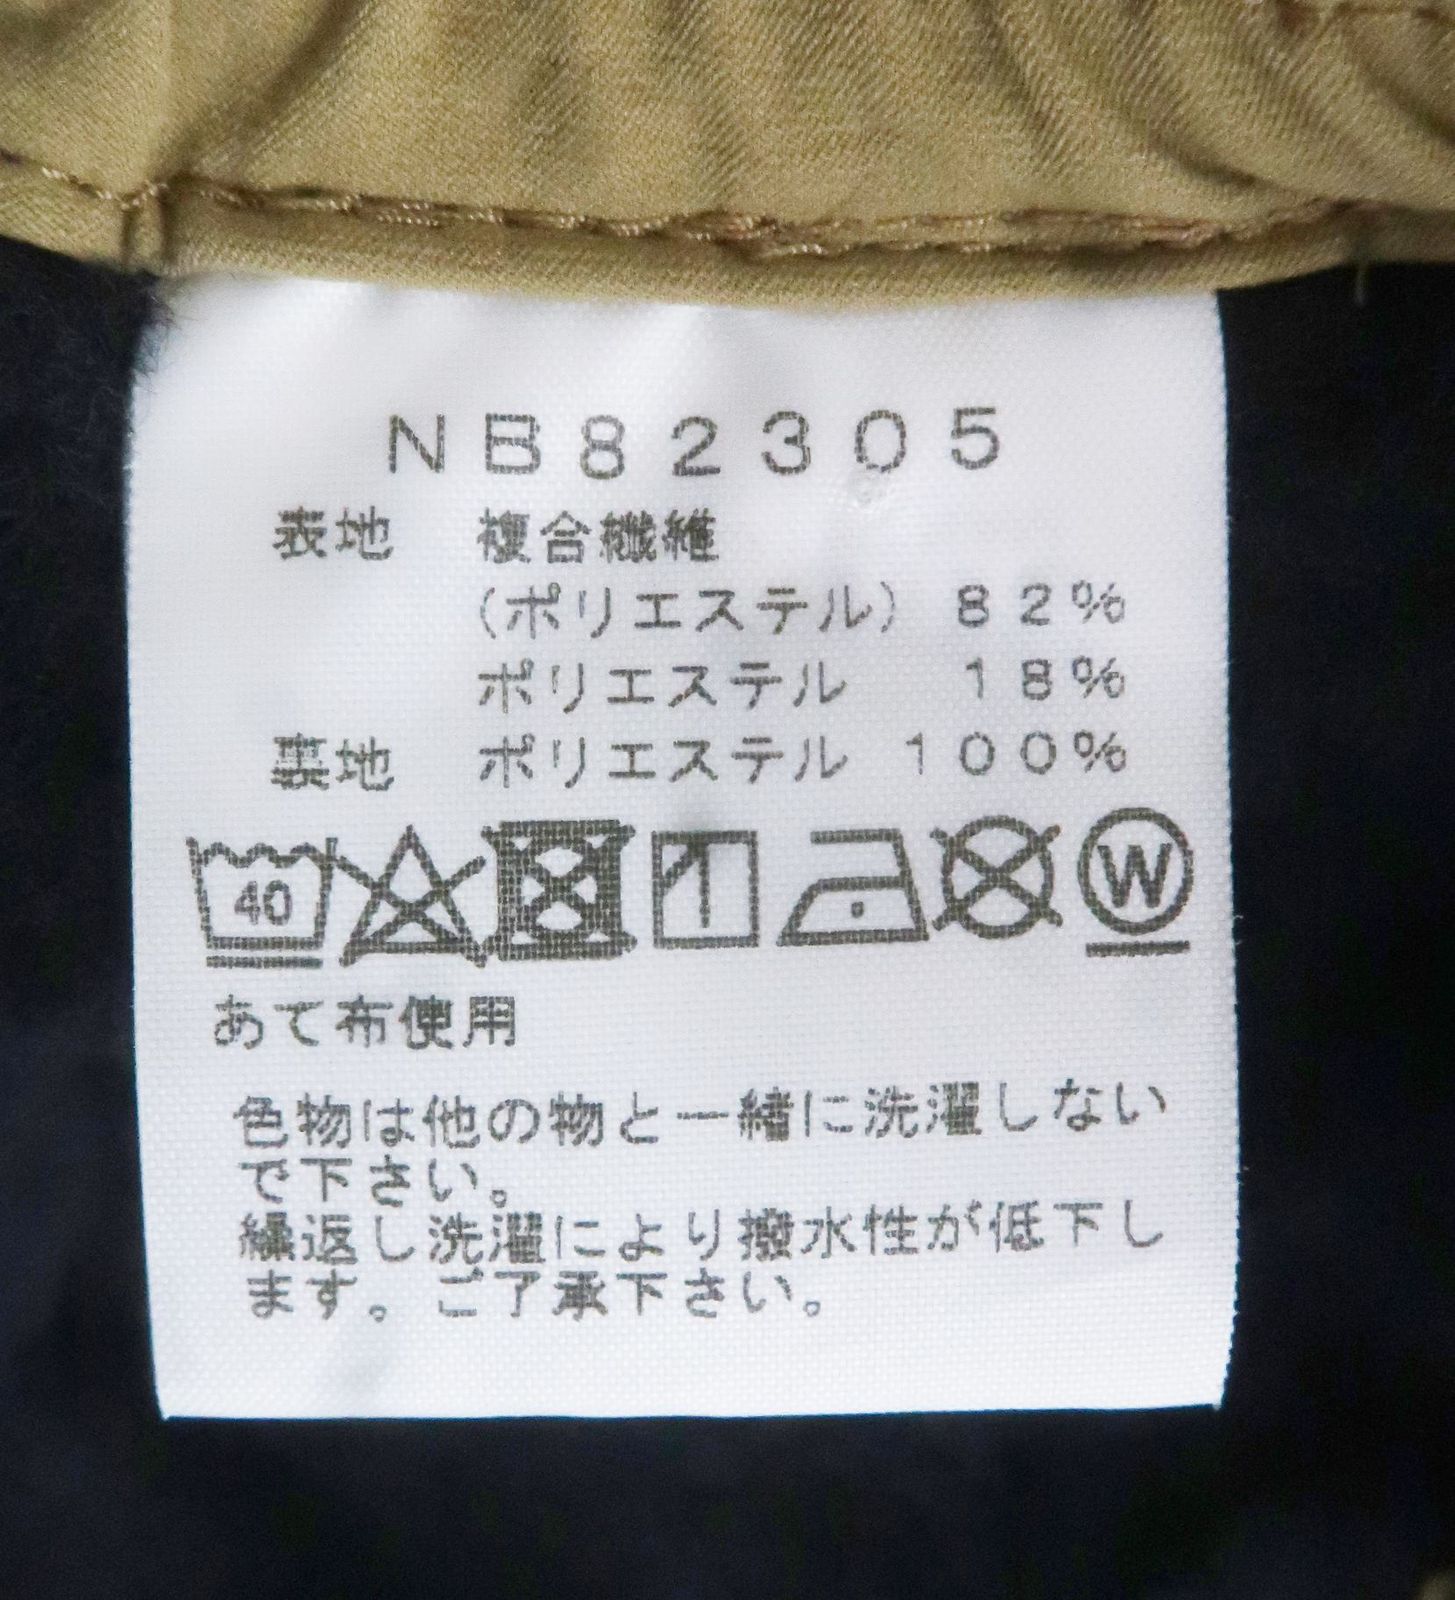 NB82305
表地 複合繊維
(ポリエステル) 82%
ポリエステル 18%
裏地 ポリエステル 100%
40 W
あて布使用
色物は他の物と一緒に洗濯しない
で下さい。
繰返し洗濯により撥水性が低下し
ます。ご了承下さい。